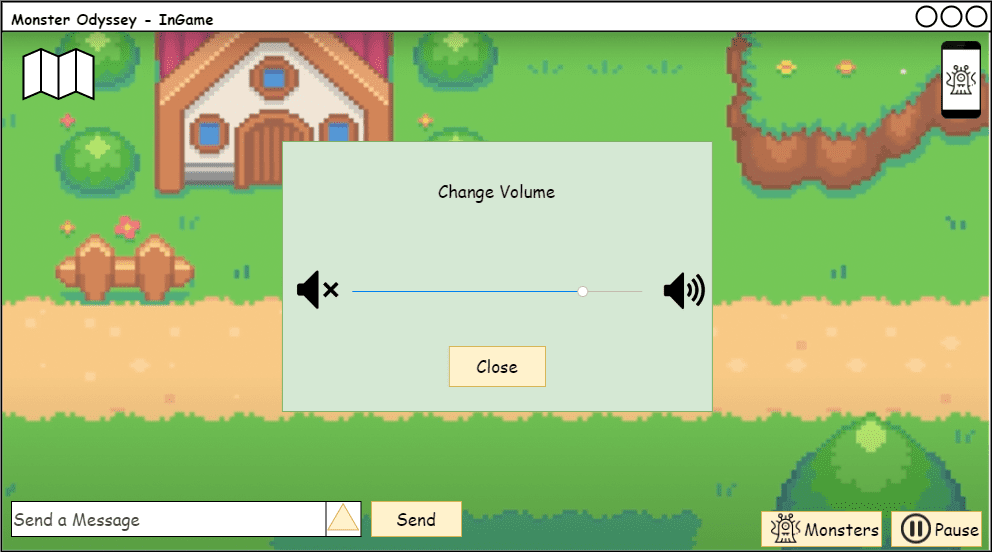 Monster Odyssey - InGame
Change Volume
Close
Send a Message
Send
Monsters
Pause